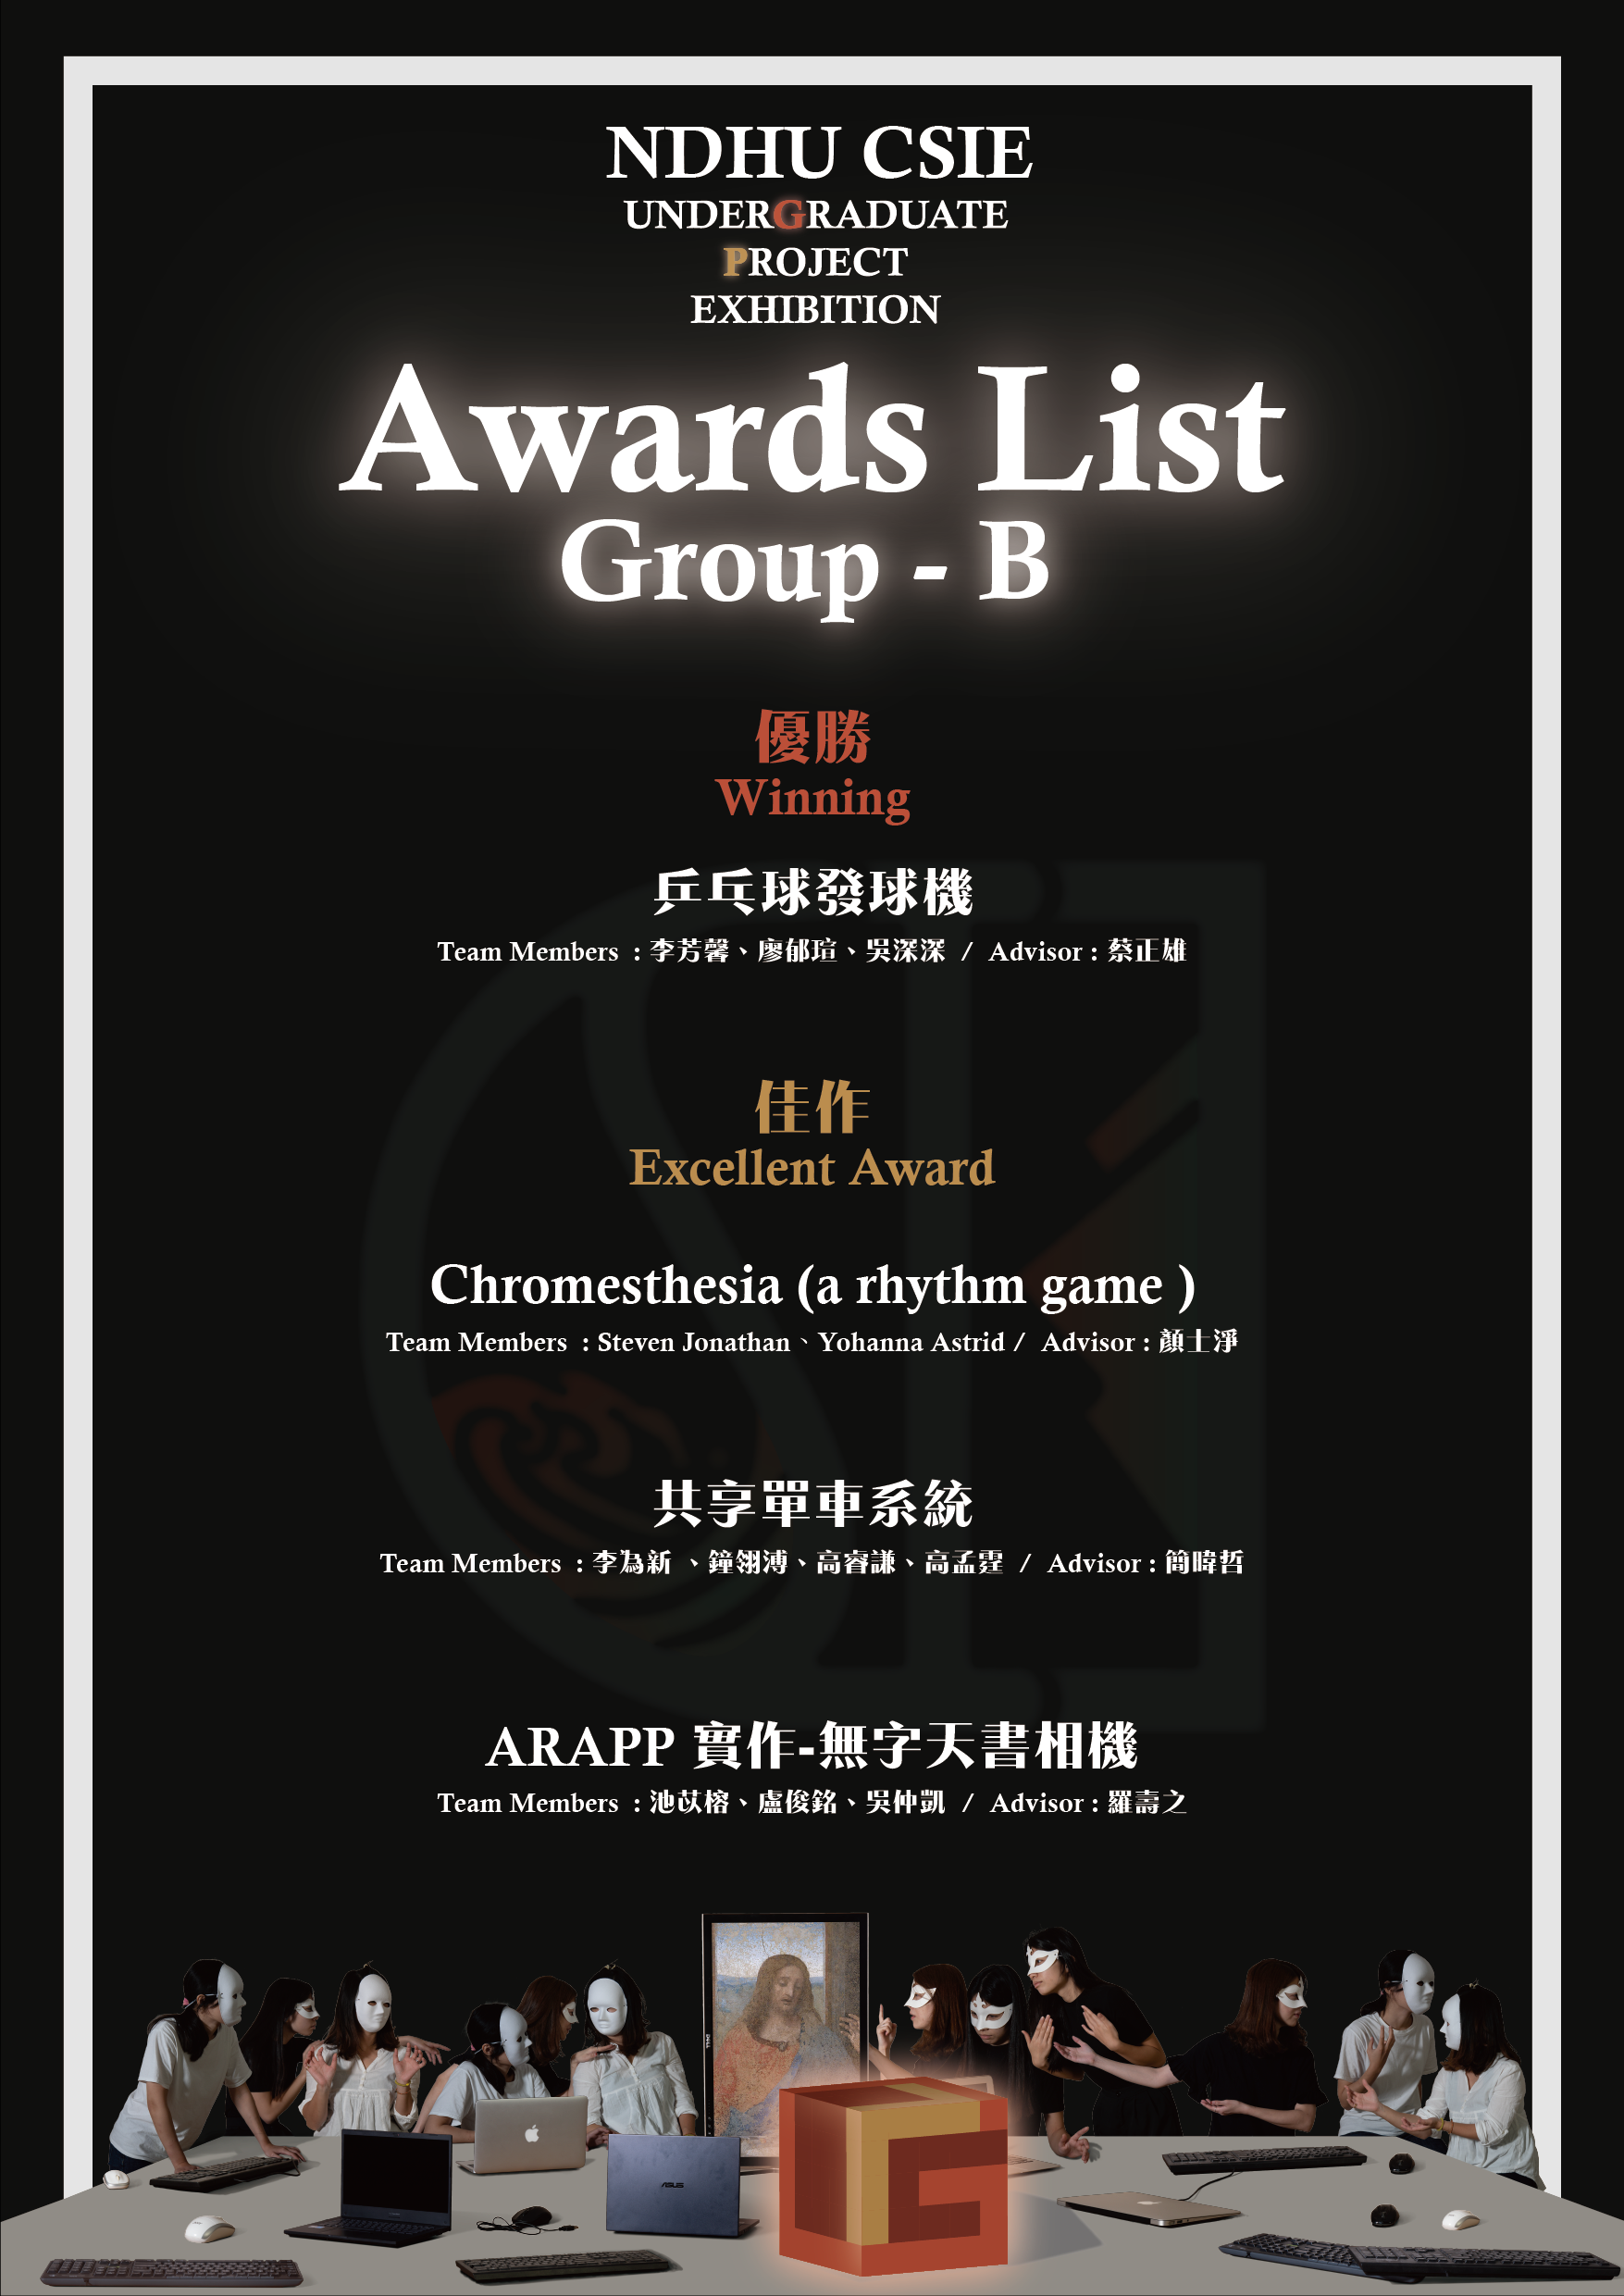 NDHU CSIE
UNDERGRADUATE
PROJECT
EXHIBITION
Awards List
Group - B
優勝
Winning
乒乓球發球機
Team Members : 李芳馨、廖郁瑄、吳深深 / Advisor : 蔡正雄
佳作
Excellent Award
Chromesthesia (a rhythm game )
Team Members : Steven Jonathan、Yohanna Astrid / Advisor : 顏士淨
共享單車系統
Team Members : 李為新 、鐘翎溥、高睿謙、高孟霆 / Advisor : 簡暐哲
ARAPP 實作-無字天書相機
Team Members : 池苡榕、盧俊銘、吳仲凱 / Advisor : 羅壽之
ASUS